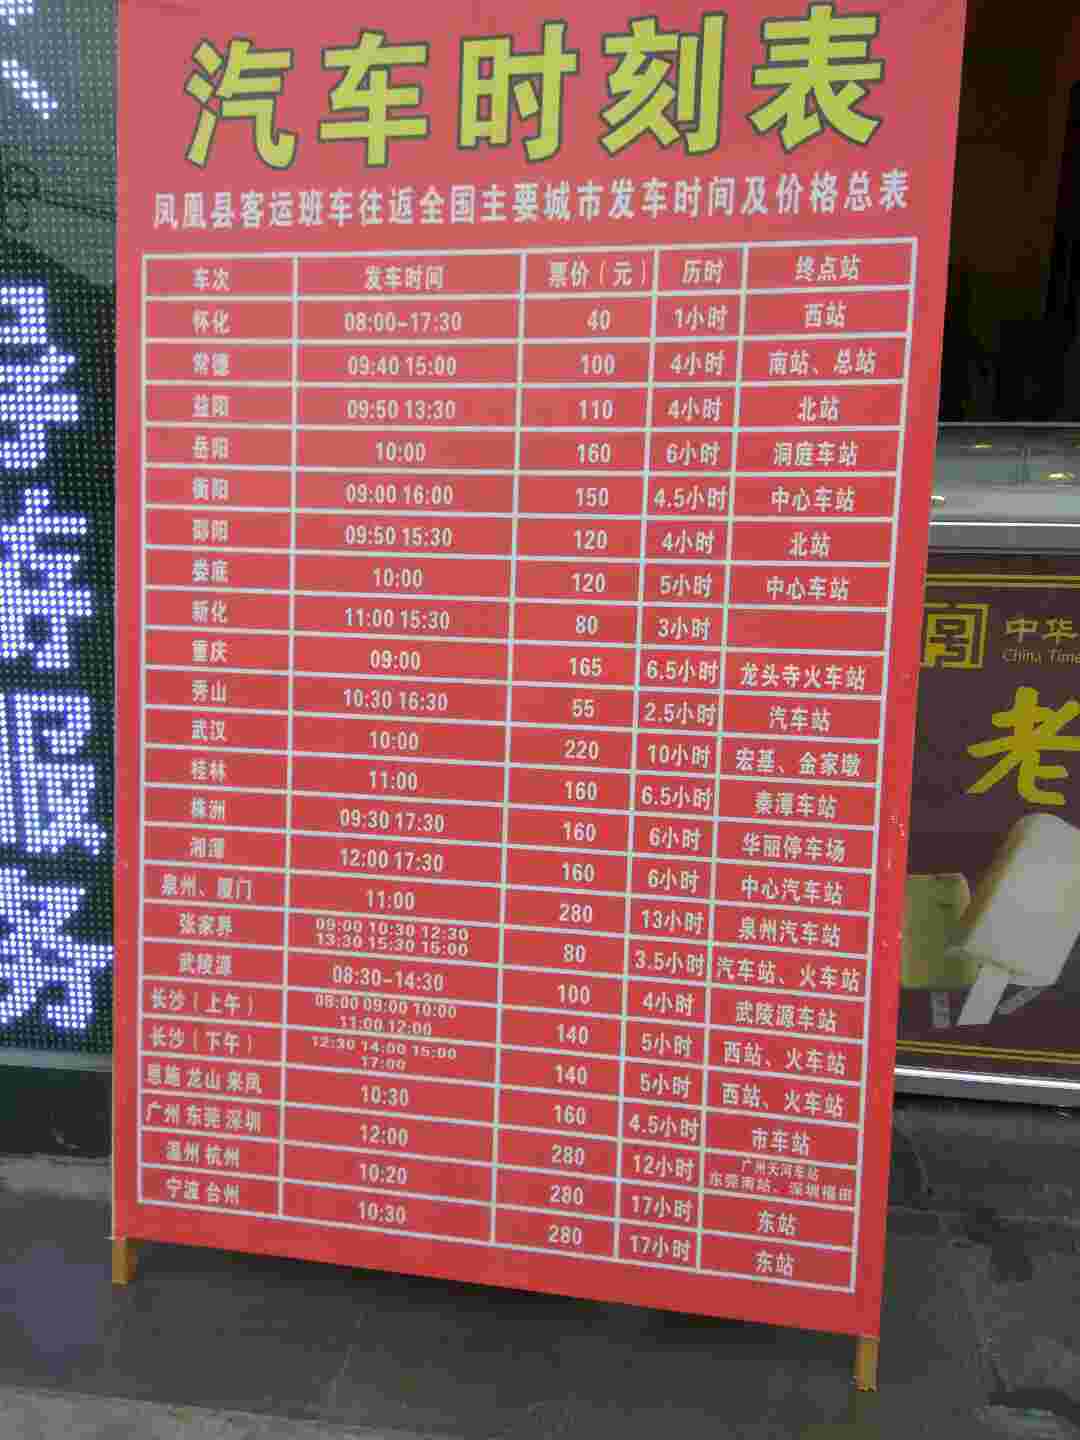 汽车时刻表
凤凰县客运班车往返全国主要城市发车时间及价格总表
车次 发车时间 票价（元） 历时 终点站
怀化 08:00-17:30 40 1小时 西站
常德 09:40 15:00 100 4小时 南站、总站
益阳 09:50 13:30 110 4小时 北站
岳阳 10:00 160 6小时 洞庭车站
衡阳 09:00 16:00 150 4.5小时 中心车站
邵阳 09:50 15:30 120 4小时 北站
娄底 10:00 120 5小时 中心车站
新化 11:00 15:30 80 3小时
重庆 09:00 165 6.5小时 龙头寺火车站
秀山 10:30 16:30 55 2.5小时 汽车站
武汉 10:00 220 10小时 宏基、金家墩
桂林 11:00 160 6.5小时 秦潭车站
株洲 09:30 17:30 160 6小时 华丽停车场
湘潭 12:00 17:30 160 6小时 中心汽车站
泉州、厦门 11:00 280 13小时 泉州汽车站
张家界 09:00 10:30 12:30 13:30 15:30 15:00 80 3.5小时 汽车站、火车站
武陵源 08:30-14:30 100 4小时 武陵源车站
长沙（上午） 08:00 09:00 10:00 11:00 12:00 140 5小时 西站、火车站
长沙（下午） 12:30 14:00 15:00 17:00 140 5小时 西站、火车站
恩施 龙山 来凤 10:30 160 4.5小时 市车站
广州 东莞 深圳 12:00 280 12小时 广州天河车站 东莞南站、深圳福田
温州 杭州 10:20 280 17小时 东站
宁波 台州 10:30 280 17小时 东站
中华
China Time
老